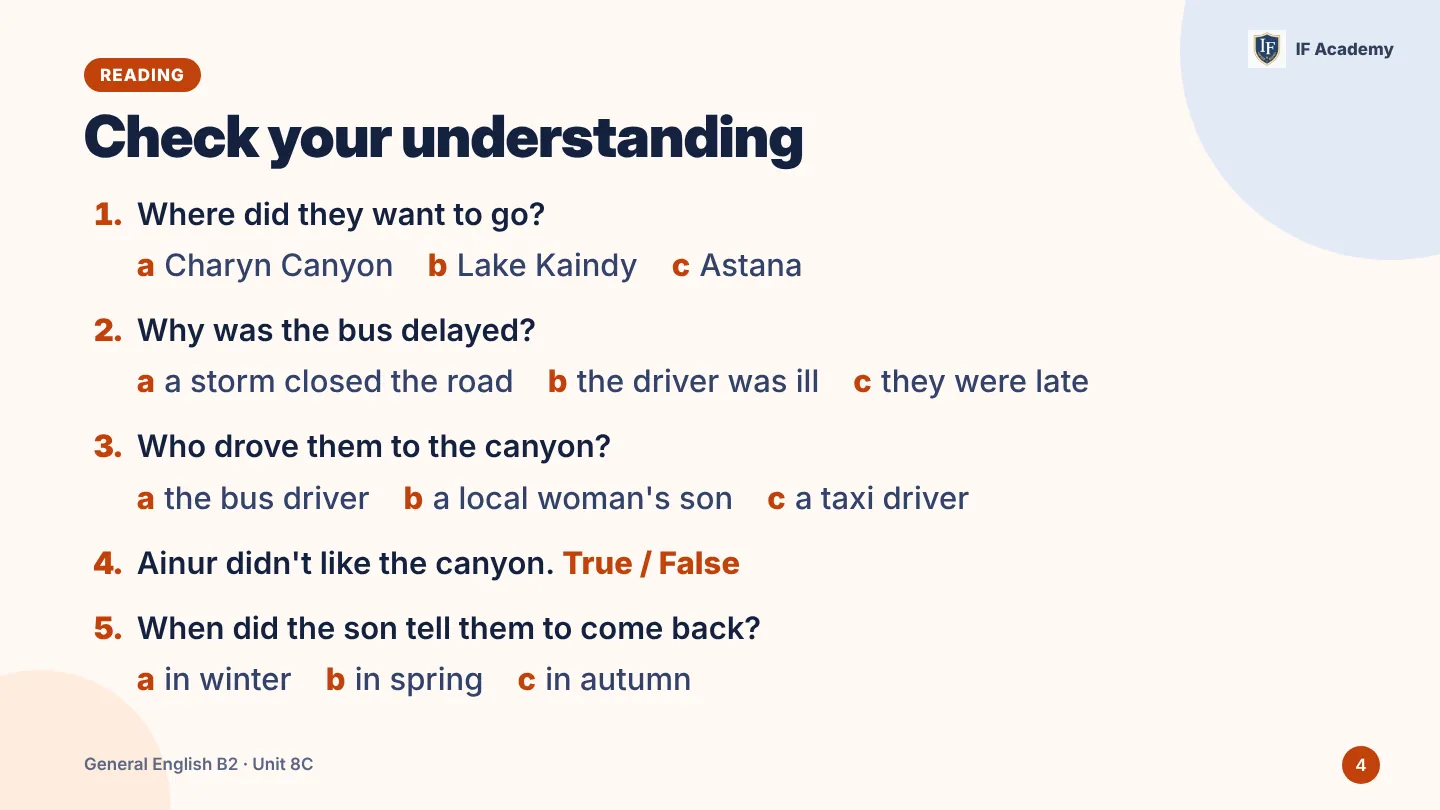 IF IF Academy
READING
Check your understanding
1. Where did they want to go?
a Charyn Canyon b Lake Kaindy c Astana
2. Why was the bus delayed?
a a storm closed the road b the driver was ill c they were late
3. Who drove them to the canyon?
a the bus driver b a local woman's son c a taxi driver
4. Ainur didn't like the canyon. True / False
5. When did the son tell them to come back?
a in winter b in spring c in autumn
General English B2 · Unit 8C
4